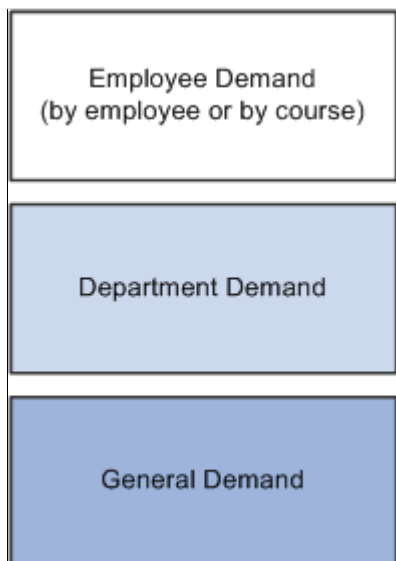 Employee Demand
(by employee or by course)
Department Demand
General Demand